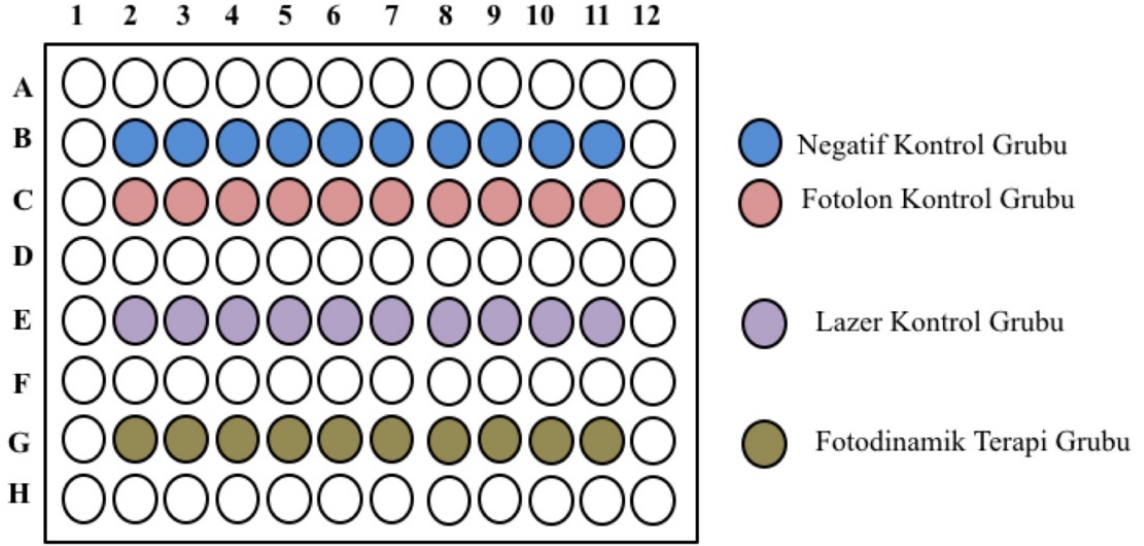 1 2 3 4 5 6 7 8 9 10 11 12
A
B Negatif Kontrol Grubu
C Fotolon Kontrol Grubu
D
E Lazer Kontrol Grubu
F
G Fotodinamik Terapi Grubu
H